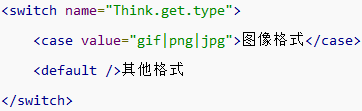 <switch name="Think.get.type">
    <case value="gif|png|jpg">图像格式</case>
    <default />其他格式
</switch>